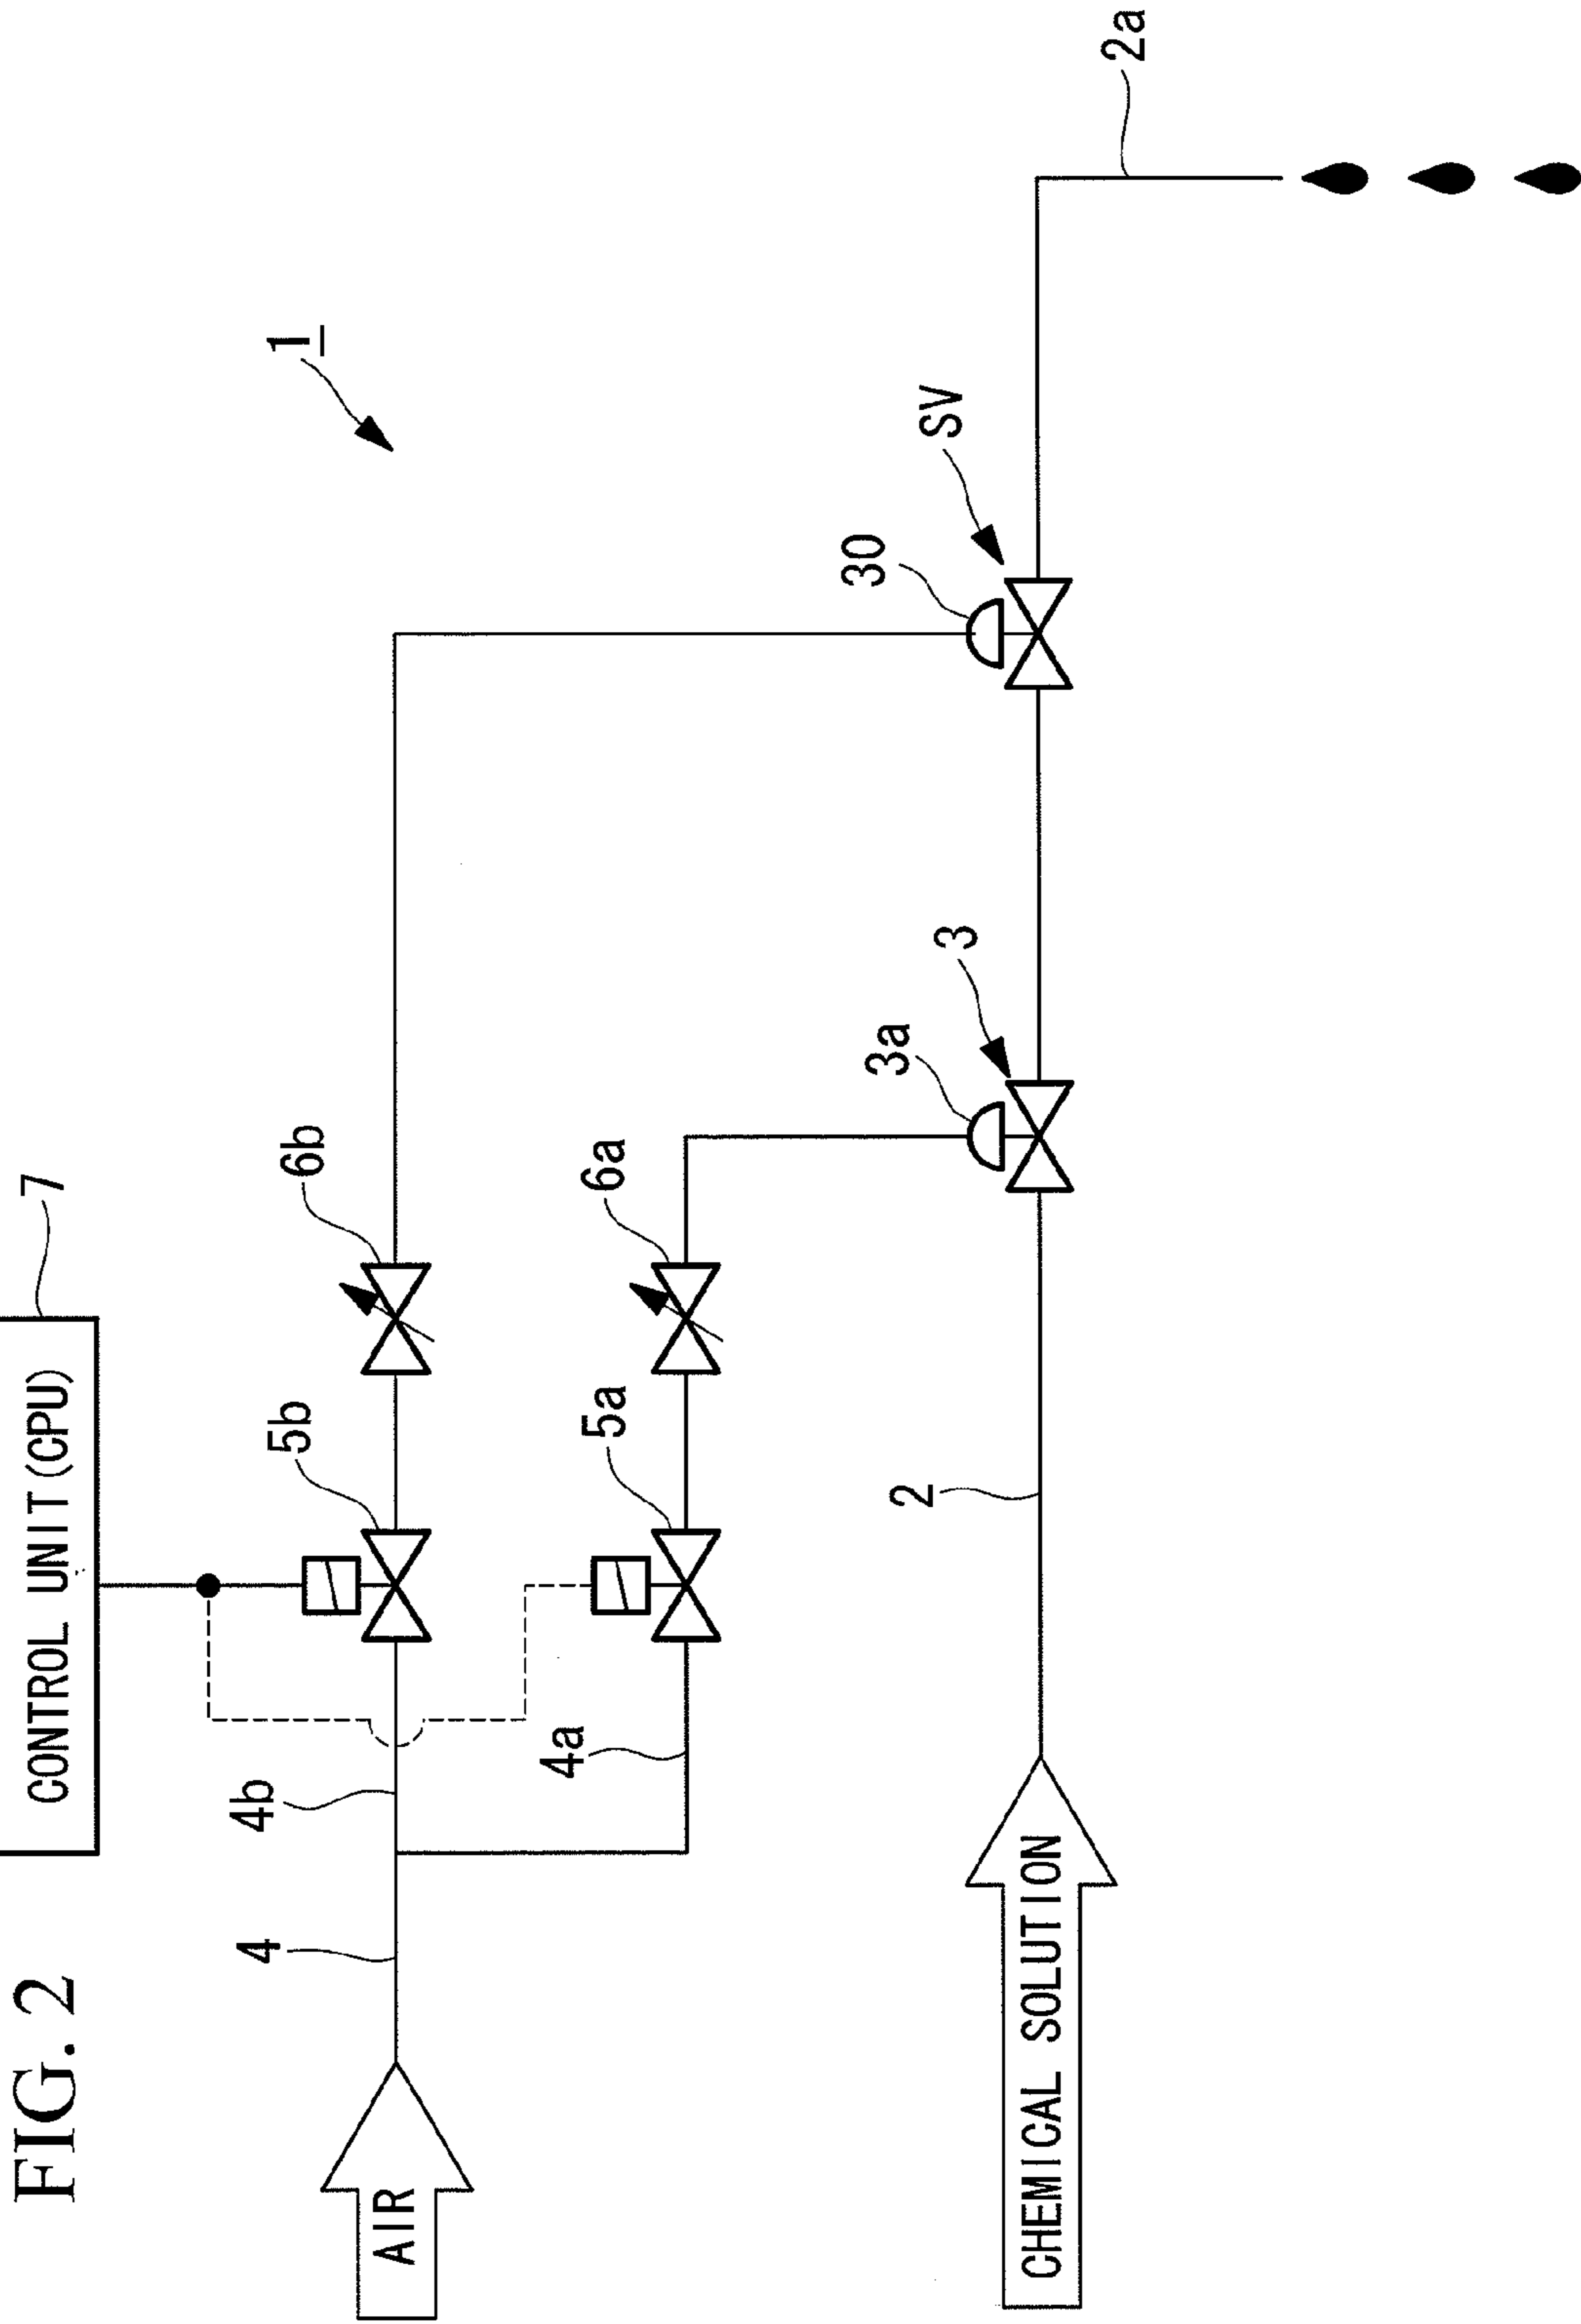 FIG. 2
CONTROL UNIT (CPU)
7
1
AIR
4
4b
5b
6b
4a
5a
6a
3a
3
30
SV
CHEMICAL SOLUTION
2
2a